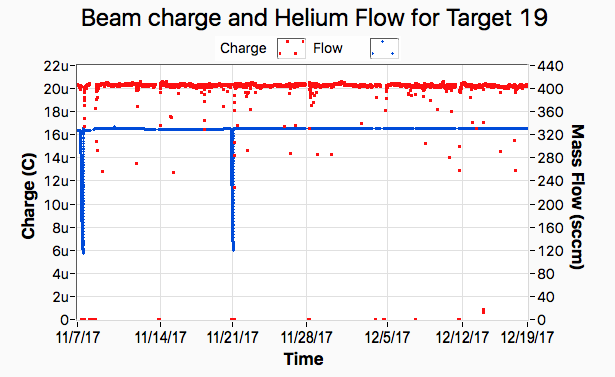 Beam charge and Helium Flow for Target 19
Charge Flow
22u 440
20u 400
18u 360
16u 320
14u 280
12u 240
10u 200
8u 160
6u 120
4u 80
2u 40
0 0
Charge (C)
Mass Flow (sccm)
11/7/17 11/14/17 11/21/17 11/28/17 12/5/17 12/12/17 12/19/17
Time